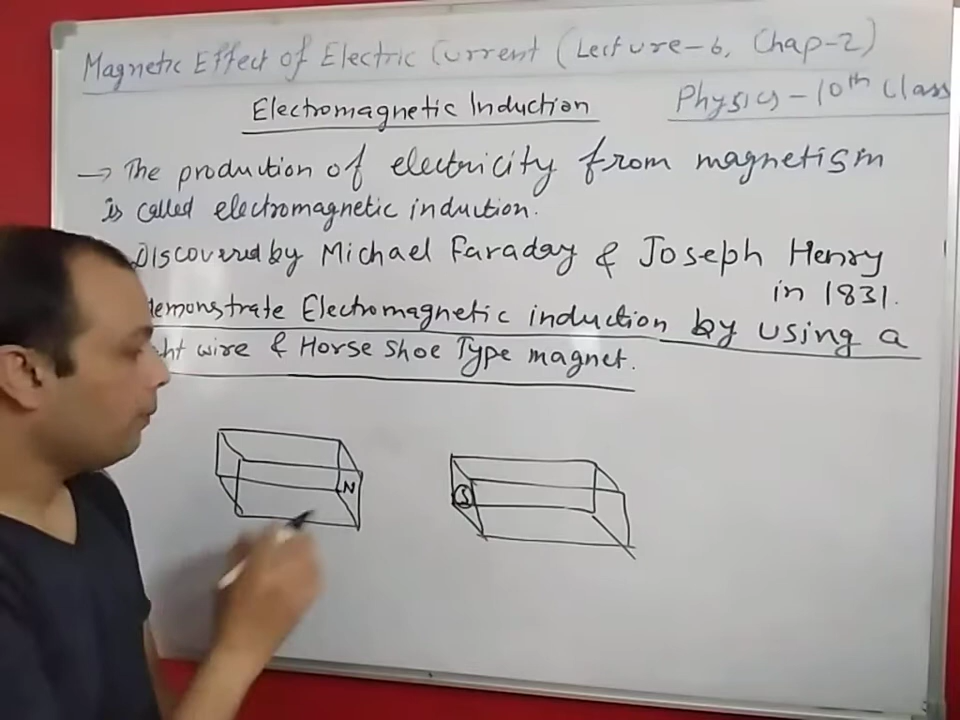 Magnetic Effect of Electric Current (Lecture-6, Chap-2)
Electromagnetic Induction
Physics - 10th Class
→ The production of electricity from magnetism
is called electromagnetic induction.
Discovered by Michael Faraday & Joseph Henry
in 1831.
demonstrate Electromagnetic induction by using a
wire & Horse Shoe Type magnet.
N
S